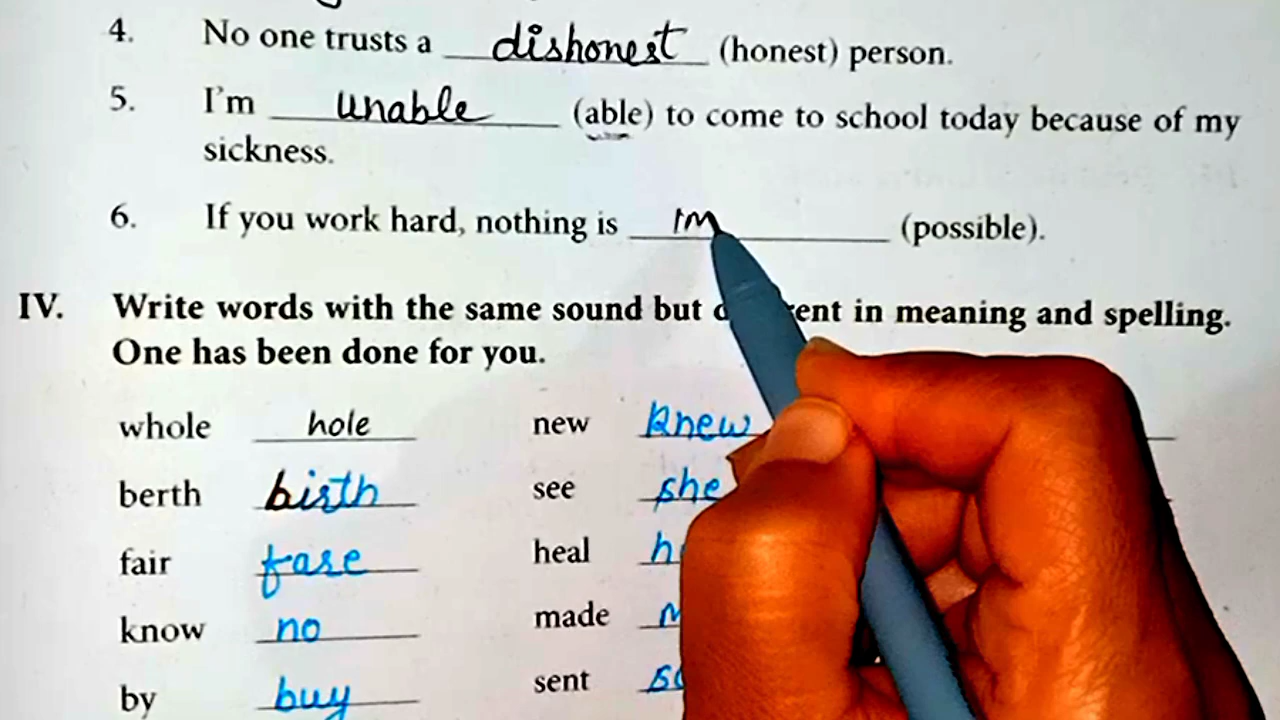 4. No one trusts a dishonest (honest) person.
5. I'm unable (able) to come to school today because of my
sickness.
6. If you work hard, nothing is im (possible).
IV. Write words with the same sound but in meaning and spelling.
One has been done for you.
whole hole new knew
berth birth see she
fair fare heal
know no made
by buy sent